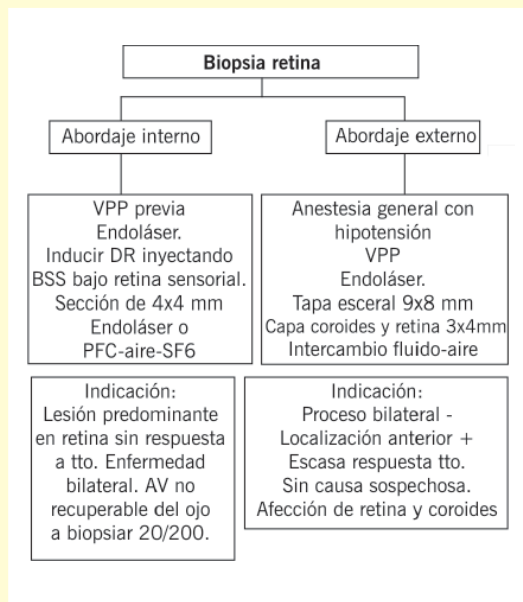 Biopsia retina
Abordaje interno
Abordaje externo
VPP previa
Endoláser.
Inducir DR inyectando
BSS bajo retina sensorial.
Sección de 4x4 mm
Endoláser o
PFC-aire-SF6
Anestesia general con
hipotensión
VPP
Endoláser.
Tapa esceral 9x8 mm
Capa coroides y retina 3x4mm
Intercambio fluido-aire
Indicación:
Lesión predominante
en retina sin respuesta
a tto. Enfermedad
bilateral. AV no
recuperable del ojo
a biopsiar 20/200.
Indicación:
Proceso bilateral -
Localización anterior +
Escasa respuesta tto.
Sin causa sospechosa.
Afección de retina y coroides